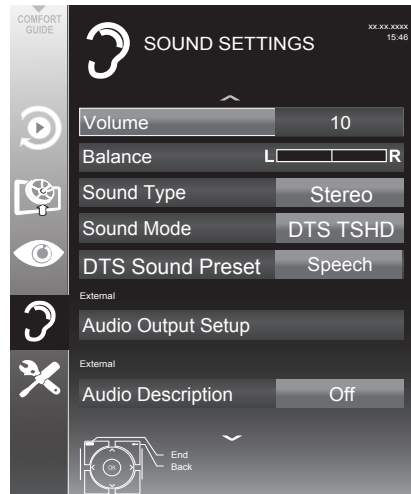 COMFORT
GUIDE
SOUND SETTINGS
xx.xx.xxxx
15:46
Volume 10
Balance L R
Sound Type Stereo
Sound Mode DTS TSHD
DTS Sound Preset Speech
External
Audio Output Setup
External
Audio Description Off
OK
End
Back